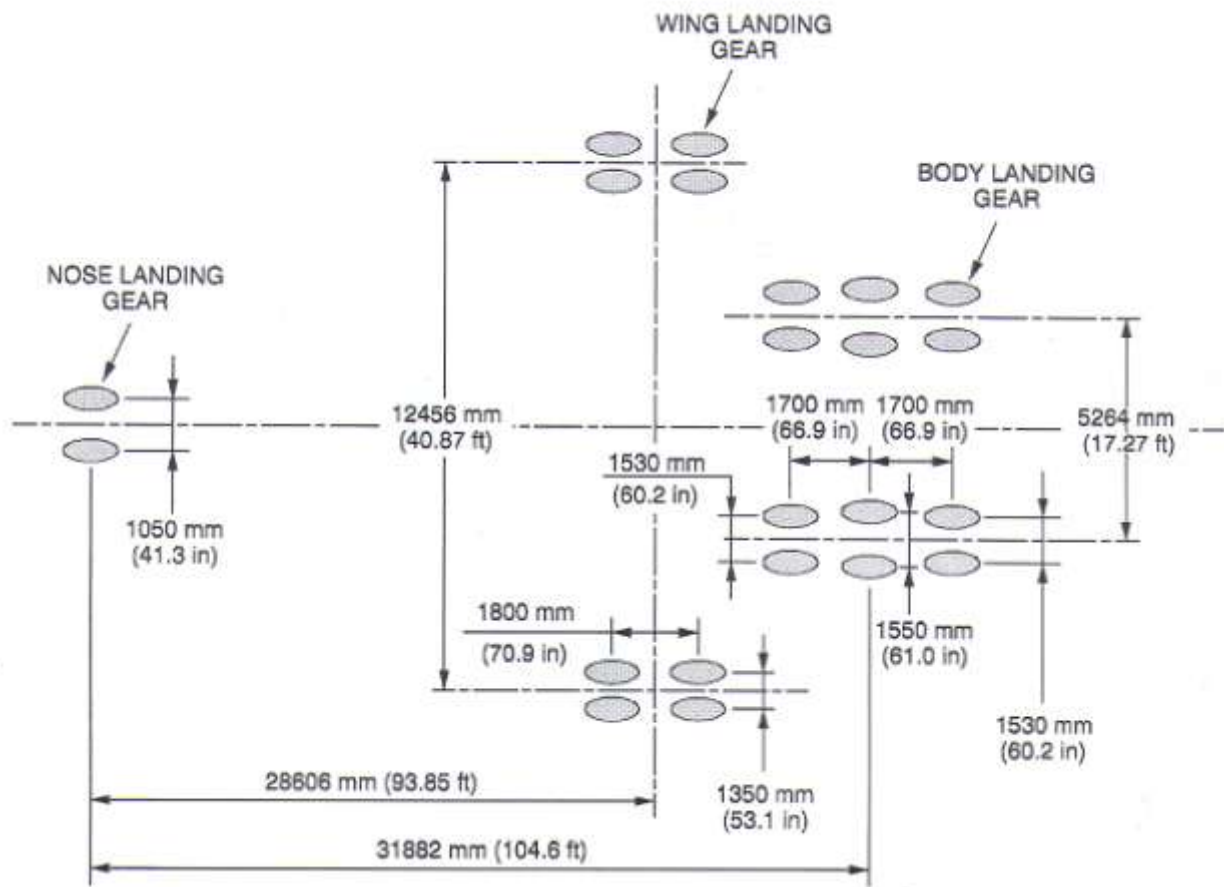 WING LANDING
GEAR
BODY LANDING
GEAR
NOSE LANDING
GEAR
12456 mm
(40.87 ft)
1700 mm
(66.9 in)
1700 mm
(66.9 in)
5264 mm
(17.27 ft)
1530 mm
(60.2 in)
1050 mm
(41.3 in)
1800 mm
(70.9 in)
1550 mm
(61.0 in)
1530 mm
(60.2 in)
28606 mm (93.85 ft)
1350 mm
(53.1 in)
31882 mm (104.6 ft)